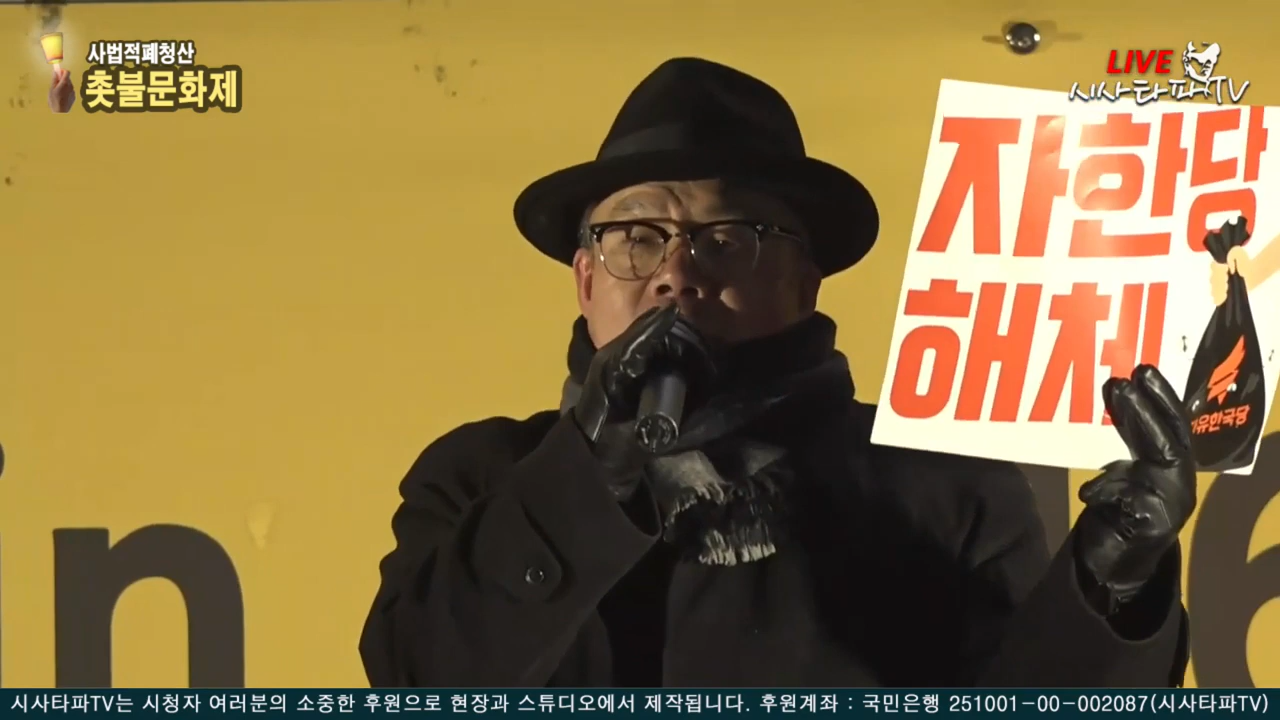 사법적폐청산
촛불문화제
LIVE
시사타파TV
자한당
해체
자유한국당
in
6
시사타파TV는 시청자 여러분의 소중한 후원으로 현장과 스튜디오에서 제작됩니다. 후원계좌 : 국민은행 251001-00-002087(시사타파TV)